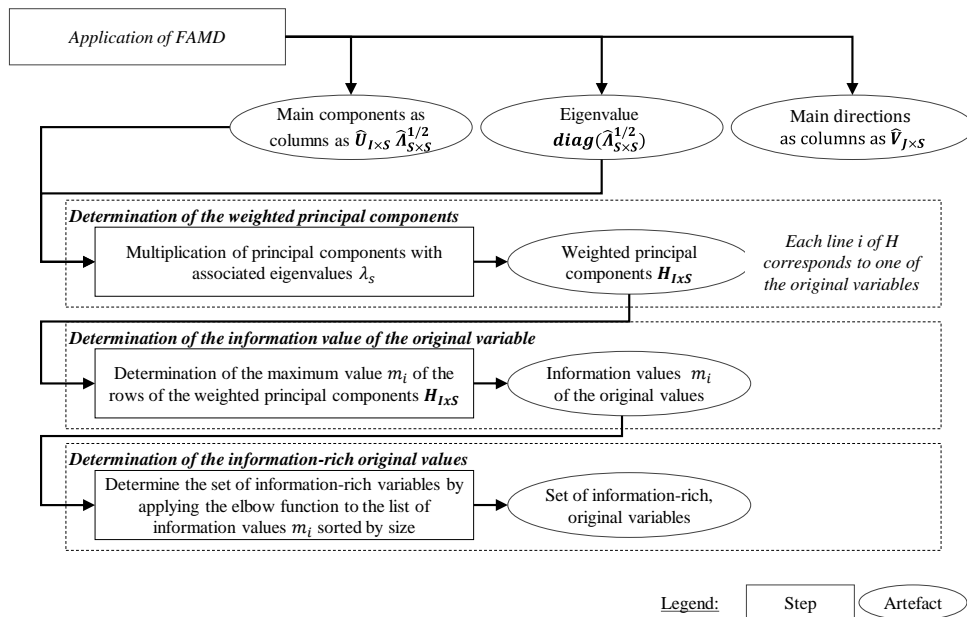 Application of FAMD
Main components as
columns as Û_{I×S} Λ̂_{S×S}^{1/2}
Eigenvalue
diag(Λ̂_{S×S}^{1/2})
Main directions
as columns as V̂_{J×S}
Determination of the weighted principal components
Multiplication of principal components with
associated eigenvalues λ_s
Weighted principal
components H_{IxS}
Each line i of H
corresponds to one of
the original variables
Determination of the information value of the original variable
Determination of the maximum value m_i of the
rows of the weighted principal components H_{IxS}
Information values m_i
of the original values
Determination of the information-rich original values
Determine the set of information-rich variables by
applying the elbow function to the list of
information values m_i sorted by size
Set of information-rich,
original variables
Legend:
Step
Artefact